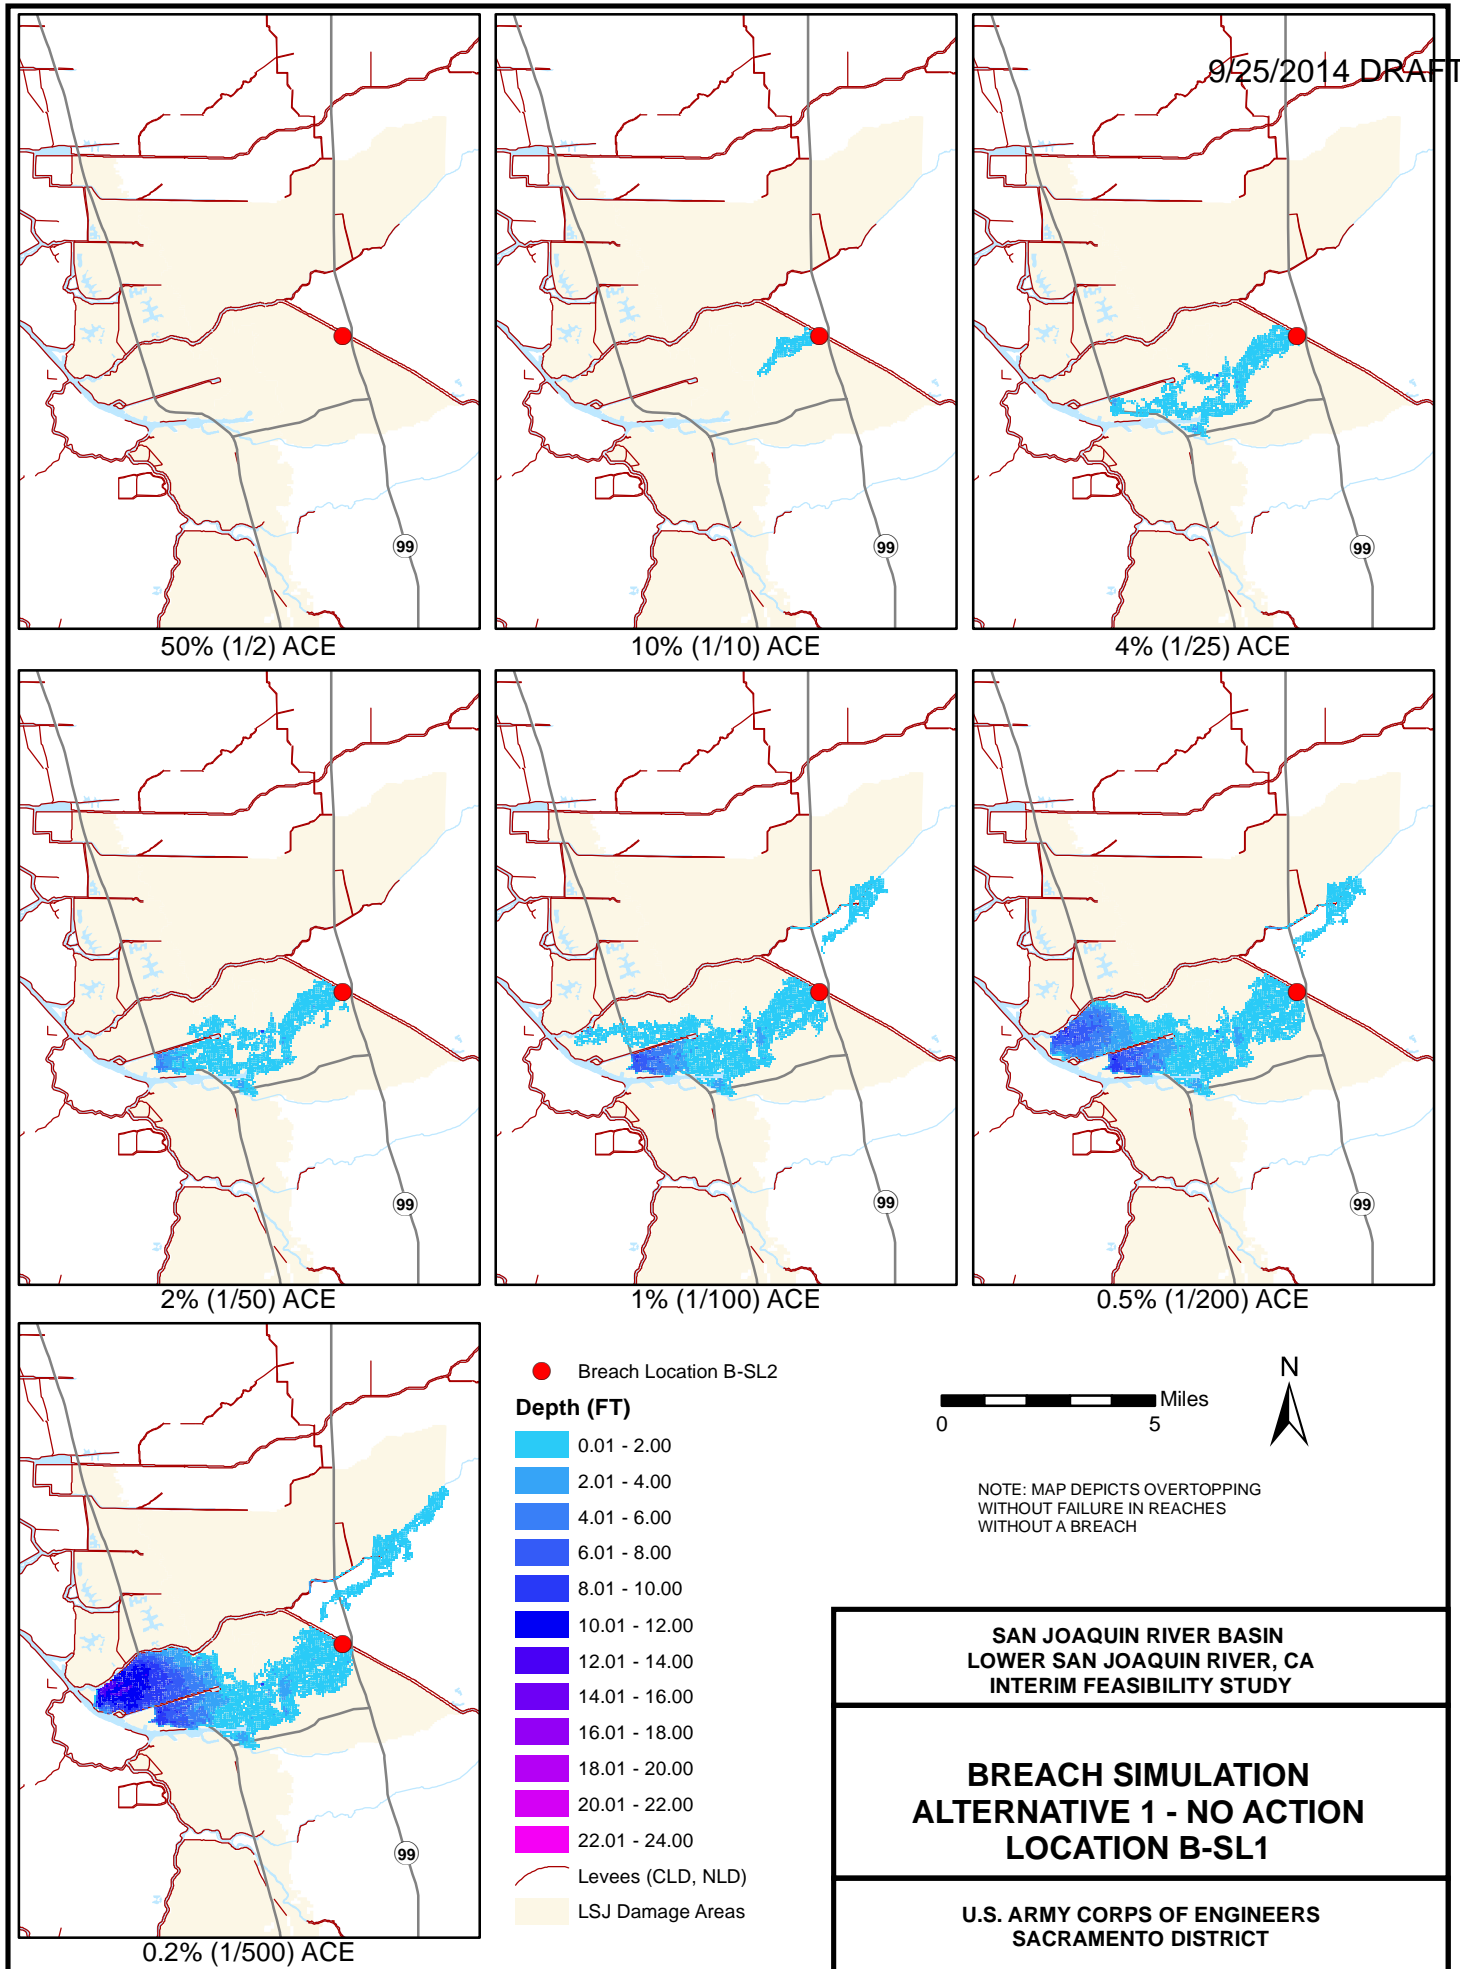 9/25/2014 DRAFT
99
99
99
50% (1/2) ACE
10% (1/10) ACE
4% (1/25) ACE
99
99
99
2% (1/50) ACE
1% (1/100) ACE
0.5% (1/200) ACE
99
0.2% (1/500) ACE
Breach Location B-SL2
Depth (FT)
0.01 - 2.00
2.01 - 4.00
4.01 - 6.00
6.01 - 8.00
8.01 - 10.00
10.01 - 12.00
12.01 - 14.00
14.01 - 16.00
16.01 - 18.00
18.01 - 20.00
20.01 - 22.00
22.01 - 24.00
Levees (CLD, NLD)
LSJ Damage Areas
Miles
0 5
N
NOTE: MAP DEPICTS OVERTOPPING
WITHOUT FAILURE IN REACHES
WITHOUT A BREACH
SAN JOAQUIN RIVER BASIN
LOWER SAN JOAQUIN RIVER, CA
INTERIM FEASIBILITY STUDY
BREACH SIMULATION
ALTERNATIVE 1 - NO ACTION
LOCATION B-SL1
U.S. ARMY CORPS OF ENGINEERS
SACRAMENTO DISTRICT